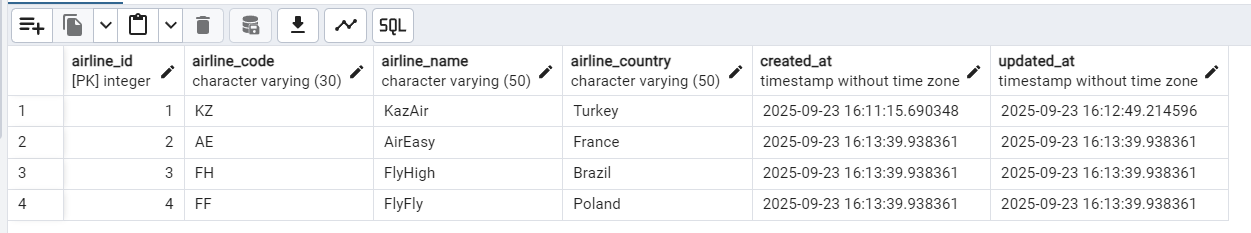 SQL
airline_id airline_code airline_name airline_country created_at updated_at
[PK] integer character varying (30) character varying (50) character varying (50) timestamp without time zone timestamp without time zone
1 1 KZ KazAir Turkey 2025-09-23 16:11:15.690348 2025-09-23 16:12:49.214596
2 2 AE AirEasy France 2025-09-23 16:13:39.938361 2025-09-23 16:13:39.938361
3 3 FH FlyHigh Brazil 2025-09-23 16:13:39.938361 2025-09-23 16:13:39.938361
4 4 FF FlyFly Poland 2025-09-23 16:13:39.938361 2025-09-23 16:13:39.938361